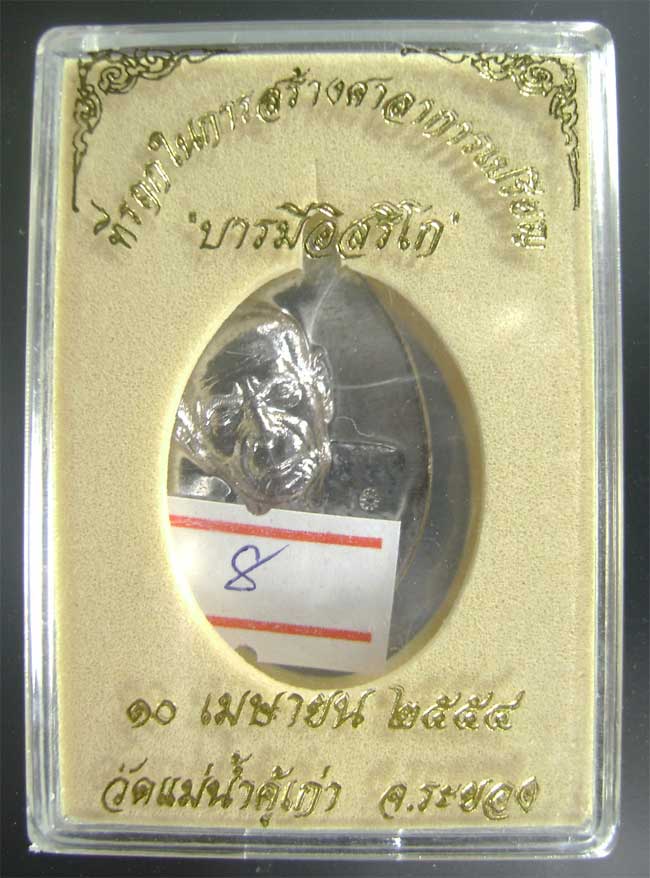 ที่รฤกในการสร้างศาลาการเปรียญ
"บารมีอิสริโก"
8
๑๐ เมษายน ๒๕๕๔
วัดแม่น้ำคู้เก่า จ.ระยอง